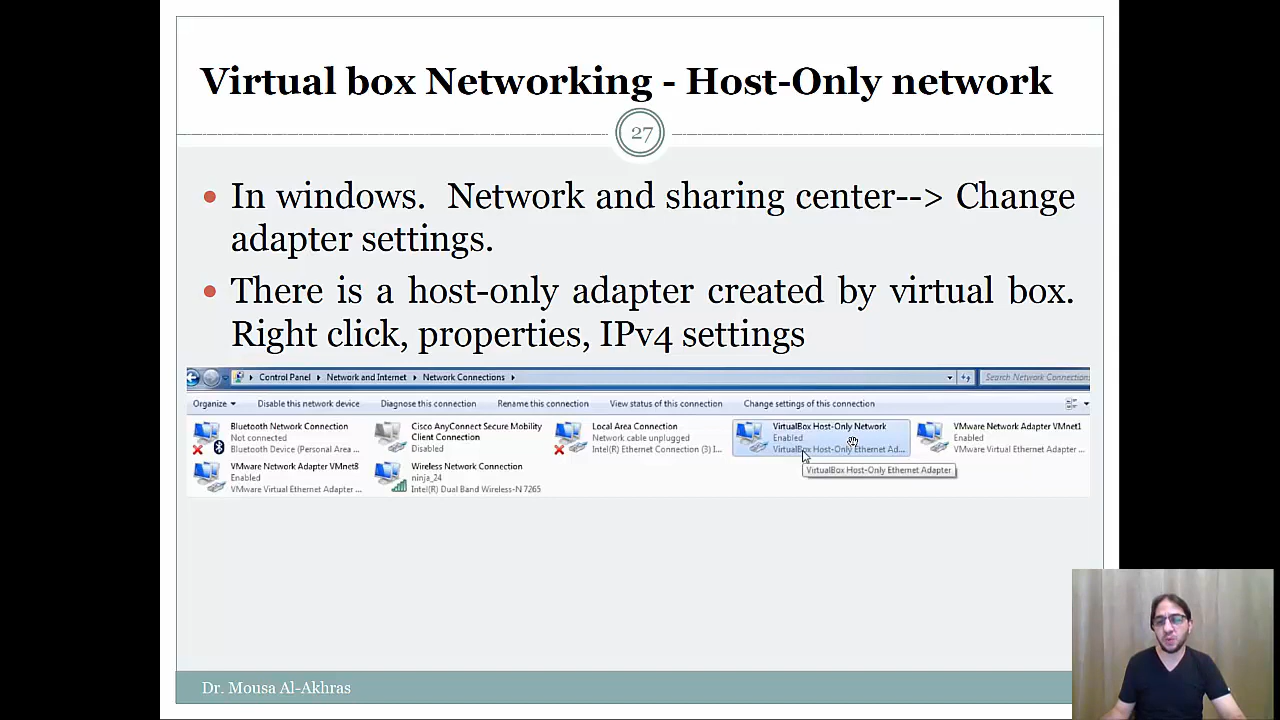 Virtual box Networking - Host-Only network
27
In windows.  Network and sharing center--> Change
adapter settings.
There is a host-only adapter created by virtual box.
Right click, properties, IPv4 settings
Control Panel Network and Internet Network Connections
Search Network Connections
Organize Disable this network device Diagnose this connection Rename this connection View status of this connection Change settings of this connection
Bluetooth Network Connection
Not connected
Bluetooth Device (Personal Area ...
Cisco AnyConnect Secure Mobility
Client Connection
Disabled
Local Area Connection
Network cable unplugged
Intel(R) Ethernet Connection (3) I...
VirtualBox Host-Only Network
Enabled
VirtualBox Host-Only Ethernet Ad...
VirtualBox Host-Only Ethernet Adapter
VMware Network Adapter VMnet1
Enabled
VMware Virtual Ethernet Adapter ...
VMware Network Adapter VMnet8
Enabled
VMware Virtual Ethernet Adapter ...
Wireless Network Connection
ninja_24
Intel(R) Dual Band Wireless-N 7265
Dr. Mousa Al-Akhras